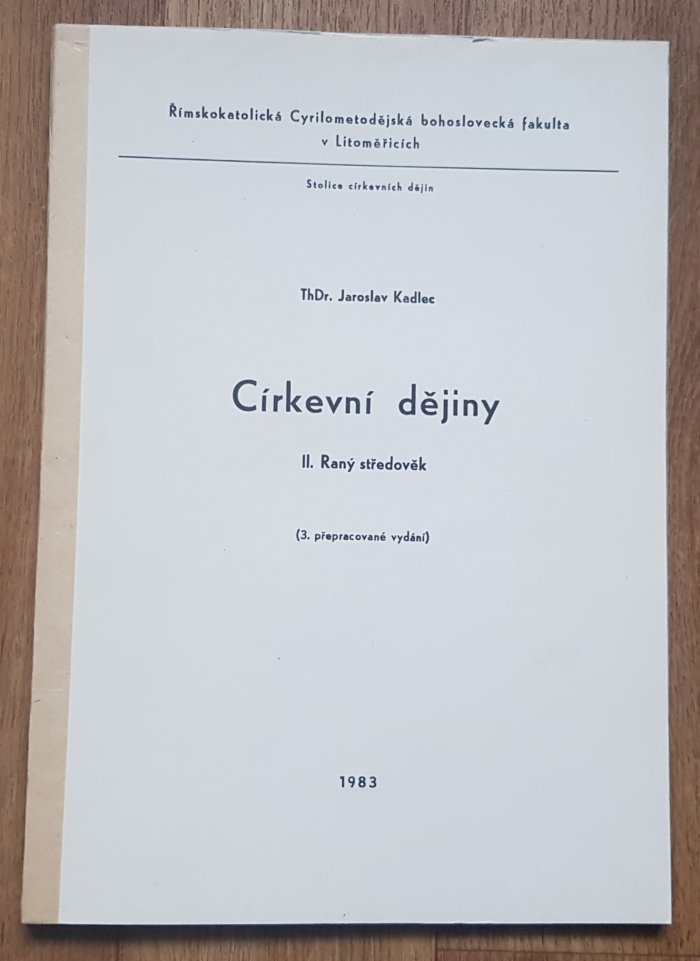 Římskokatolická Cyrilometodějská bohoslovecká fakulta
v Litoměřicích
Stolice církevních dějin
ThDr. Jaroslav Kadlec
Církevní dějiny
II. Raný středověk
(3. přepracované vydání)
1983